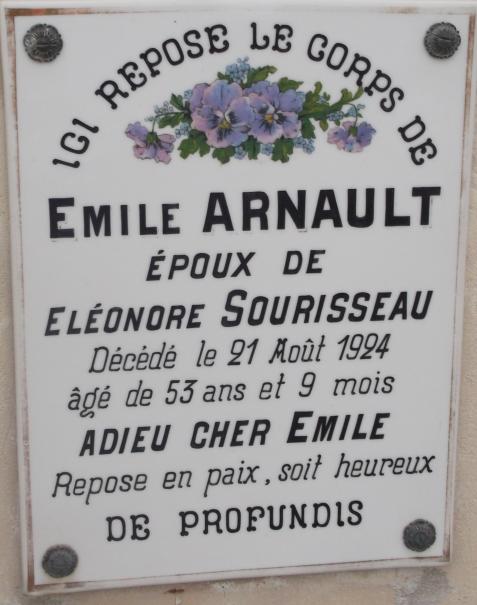 ICI REPOSE LE CORPS DE
EMILE ARNAULT
ÉPOUX DE
ELÉONORE SOURISSEAU
Décédé le 21 Août 1924
âgé de 53 ans et 9 mois
ADIEU CHER EMILE
Repose en paix, soit heureux
DE PROFUNDIS